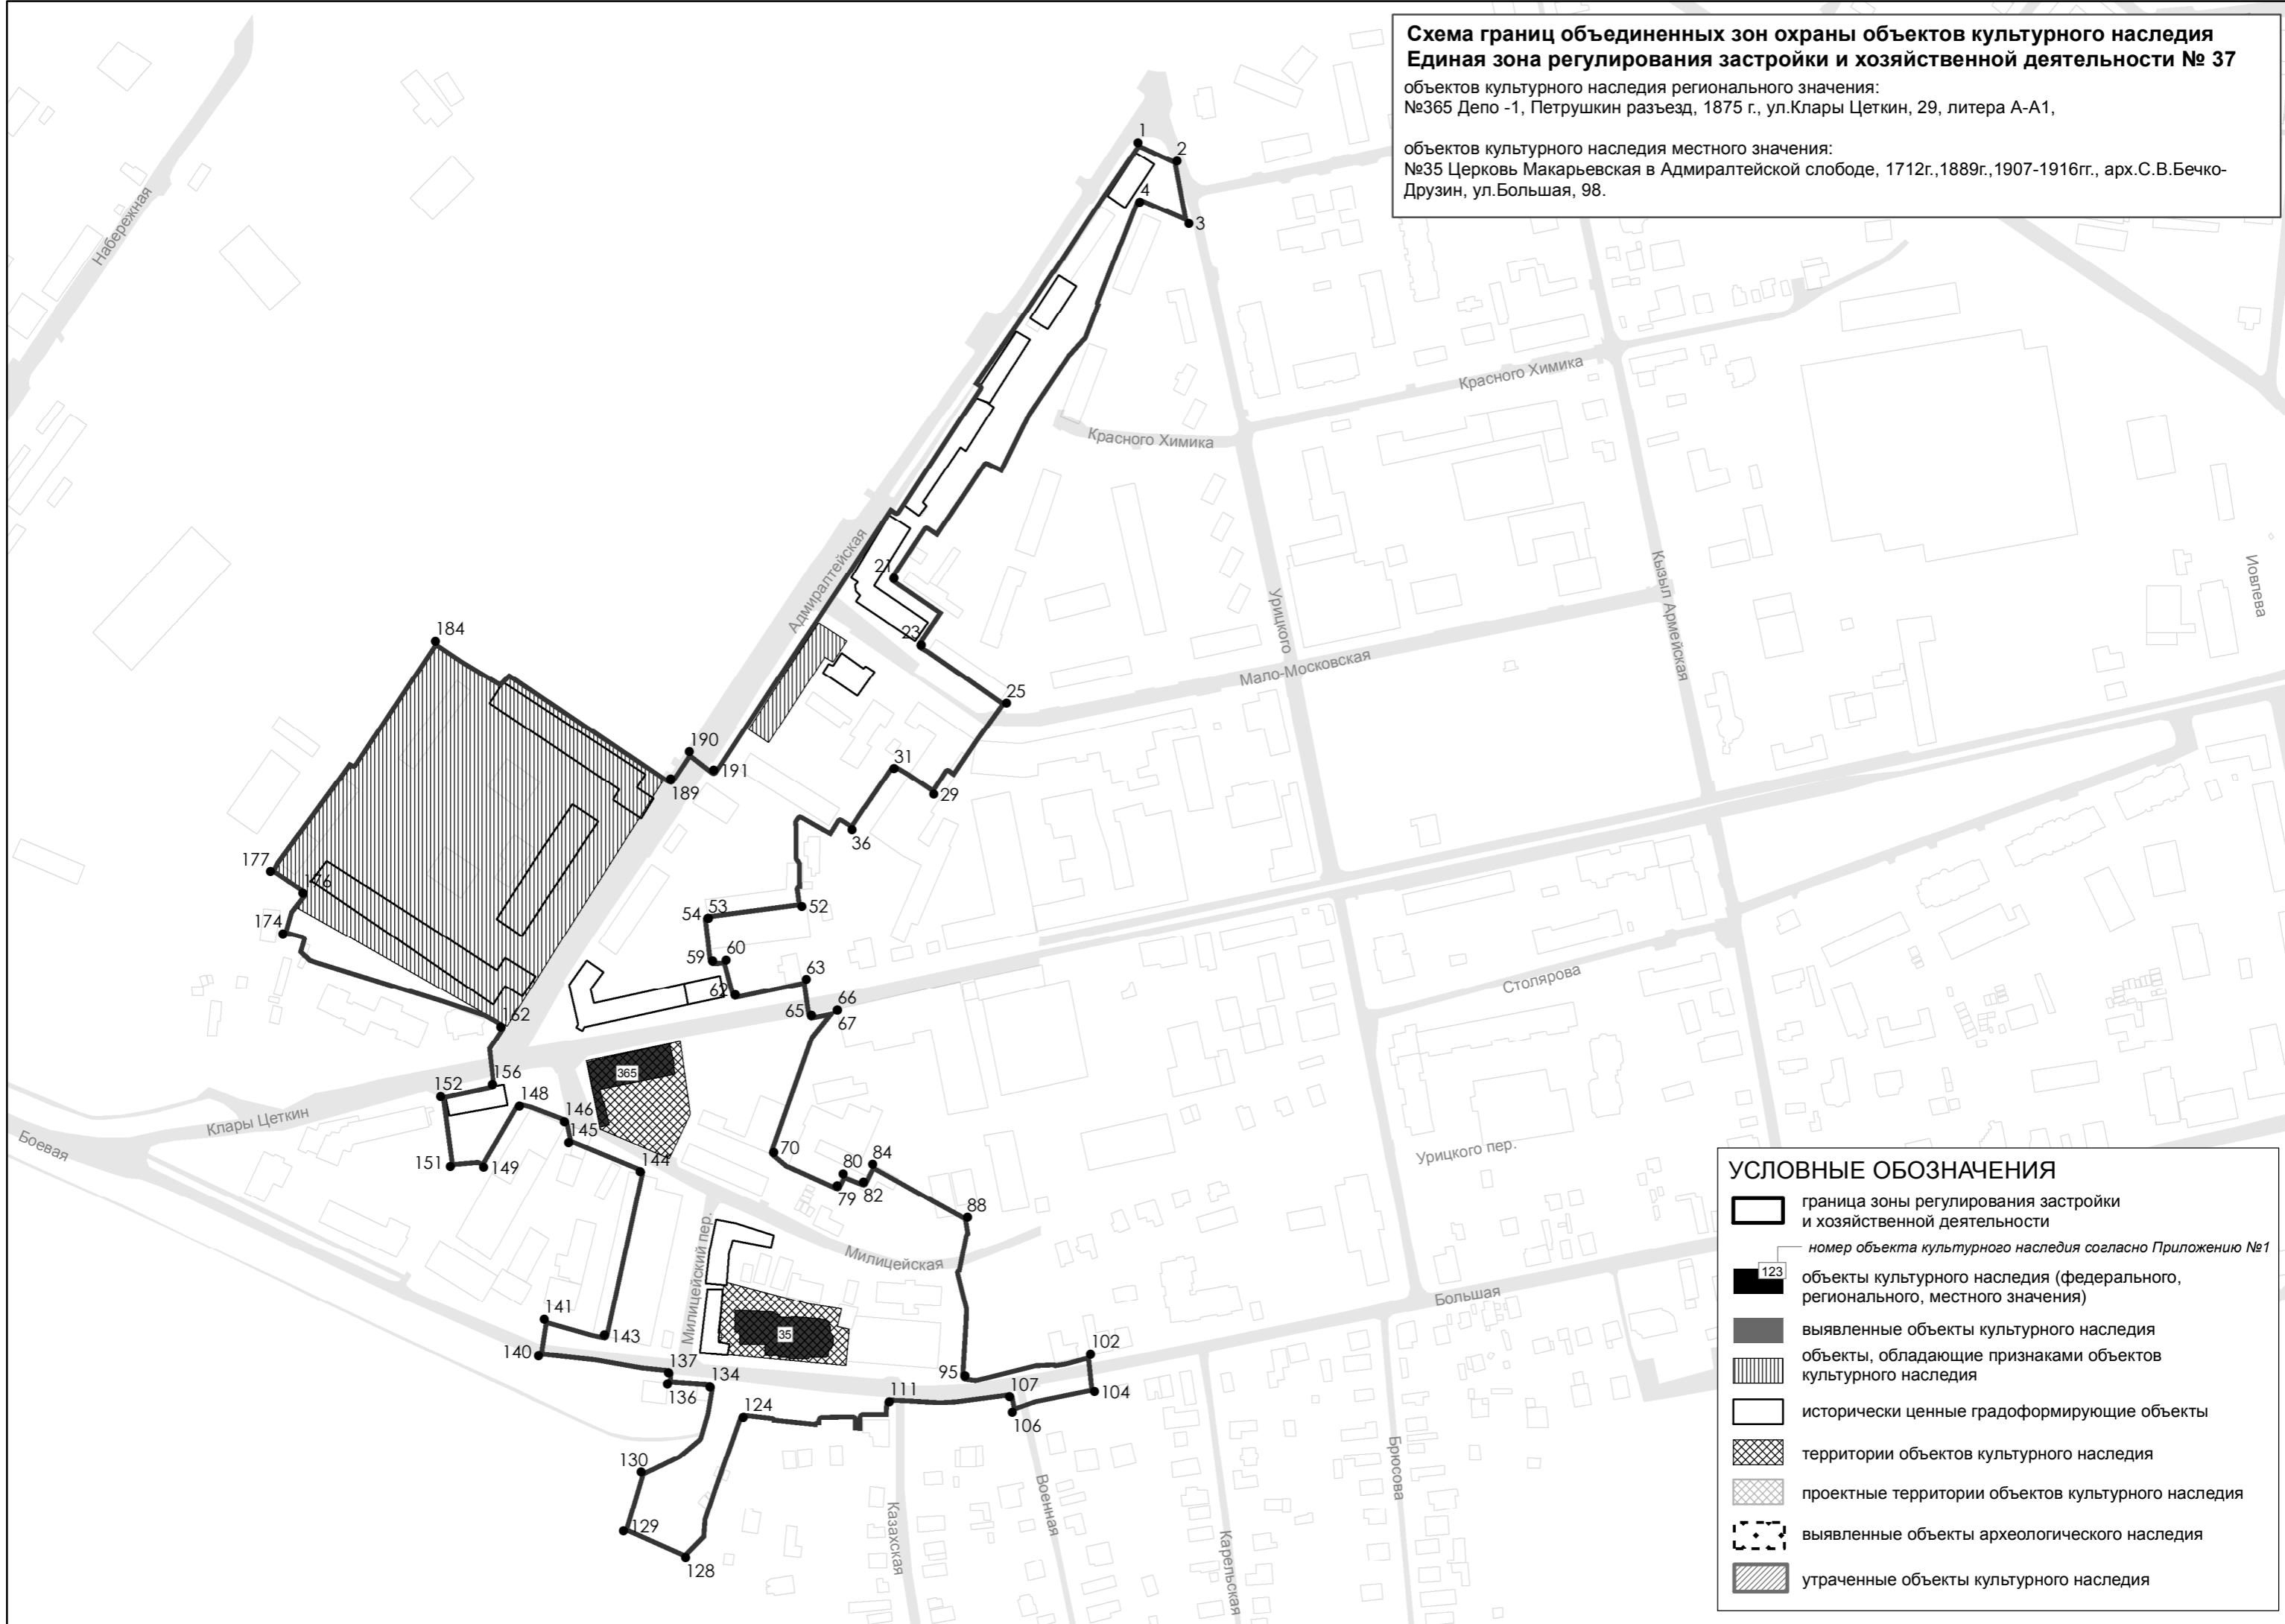 Схема границ объединенных зон охраны объектов культурного наследия
Единая зона регулирования застройки и хозяйственной деятельности № 37
объектов культурного наследия регионального значения:
№365 Депо -1, Петрушкин разъезд, 1875 г., ул.Клары Цеткин, 29, литера А-А1,
объектов культурного наследия местного значения:
№35 Церковь Макарьевская в Адмиралтейской слободе, 1712г.,1889г.,1907-1916гг., арх.С.В.Бечко-
Друзин, ул.Большая, 98.
1
2
4
3
Набережная
Красного Химика
Красного Химика
Адмиралтейская
21
23
25
Урицкого
Кызыл Армейская
Иовлева
Мало-Московская
184
190
191
189
31
29
36
177
176
174
54
53
52
59
60
62
63
65
66
67
Столярова
162
156
152
148
146
145
365
Клары Цеткин
Боевая
151
149
144
70
80
84
79
82
88
Урицкого пер.
Милицейский пер.
Милицейская
Большая
141
143
140
35
137
136
134
95
102
104
111
107
106
124
130
129
128
Казахская
Военная
Карельская
Брюсова
УСЛОВНЫЕ ОБОЗНАЧЕНИЯ
граница зоны регулирования застройки
и хозяйственной деятельности
номер объекта культурного наследия согласно Приложению №1
123
объекты культурного наследия (федерального,
регионального, местного значения)
выявленные объекты культурного наследия
объекты, обладающие признаками объектов
культурного наследия
исторически ценные градоформирующие объекты
территории объектов культурного наследия
проектные территории объектов культурного наследия
выявленные объекты археологического наследия
утраченные объекты культурного наследия